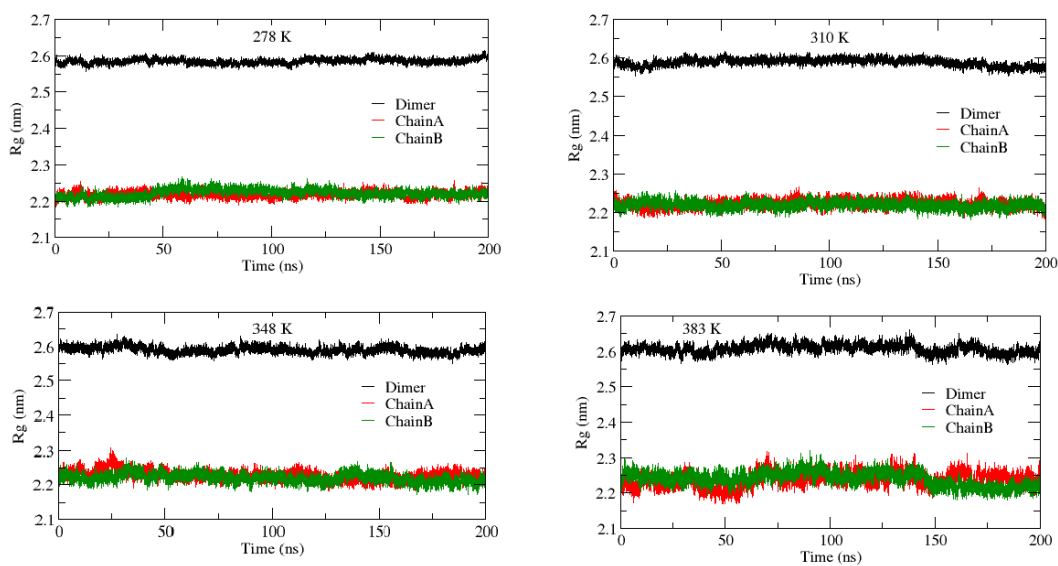 2.7
278 K
2.6
2.5
Dimer
ChainA
ChainB
2.4
Rg (nm)
2.3
2.2
2.1
0 50 100 150 200
Time (ns)
2.7
310 K
2.6
2.5
Dimer
ChainA
ChainB
2.4
Rg (nm)
2.3
2.2
2.1
0 50 100 150 200
Time (ns)
2.7
348 K
2.6
2.5
Dimer
ChainA
ChainB
2.4
Rg (nm)
2.3
2.2
2.1
0 50 100 150 200
Time (ns)
2.7
383 K
2.6
2.5
Dimer
ChainA
ChainB
2.4
Rg (nm)
2.3
2.2
2.1
0 50 100 150 200
Time (ns)